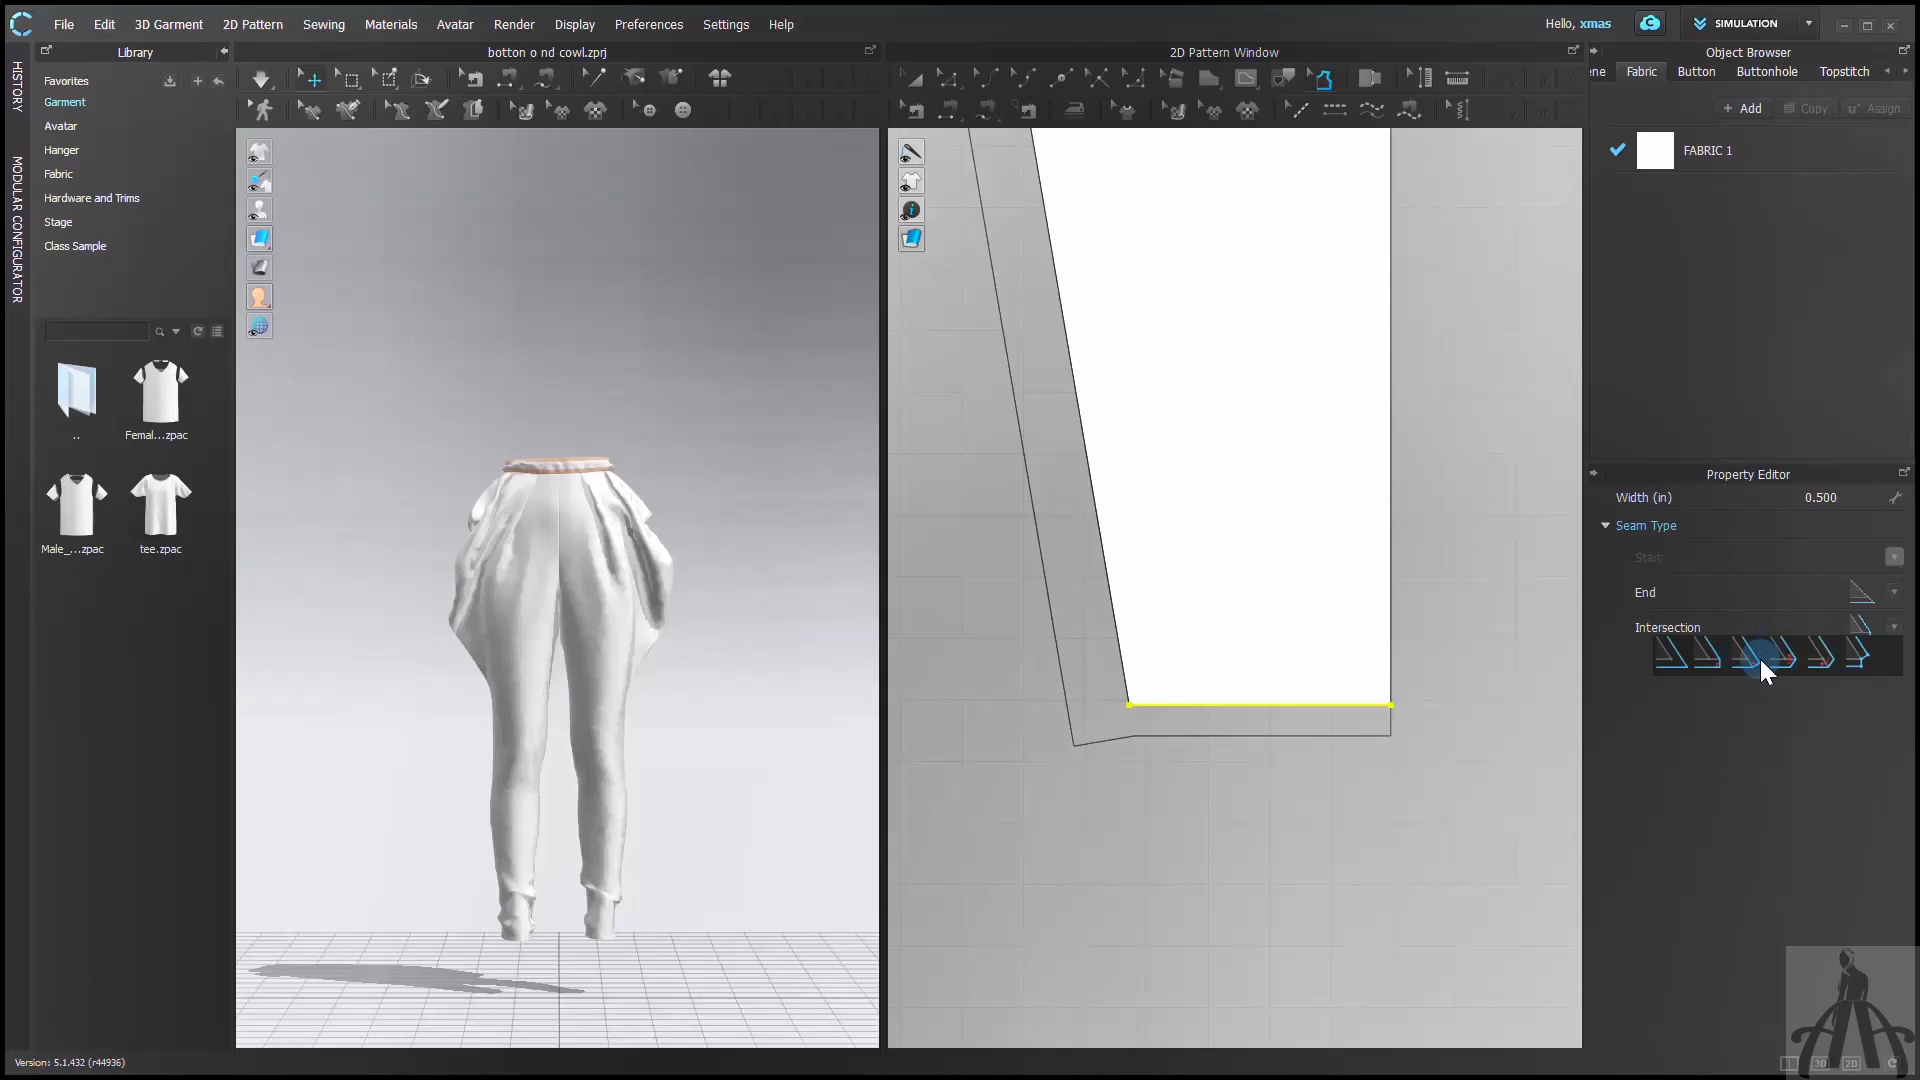 File Edit 3D Garment 2D Pattern Sewing Materials Avatar Render Display Preferences Settings Help
Hello, xmas
SIMULATION
Library
botton o nd cowl.zprj
2D Pattern Window
Object Browser
HISTORY
MODULAR CONFIGURATOR
Favorites
Garment
Avatar
Hanger
Fabric
Hardware and Trims
Stage
Class Sample
..
Femal...zpac
Male_...zpac
tee.zpac
ene Fabric Button Buttonhole Topstitch
+ Add Copy Assign
FABRIC 1
Property Editor
Width (in) 0.500
Seam Type
Start
End
Intersection
Version: 5.1.432 (r44936)
3D 2D